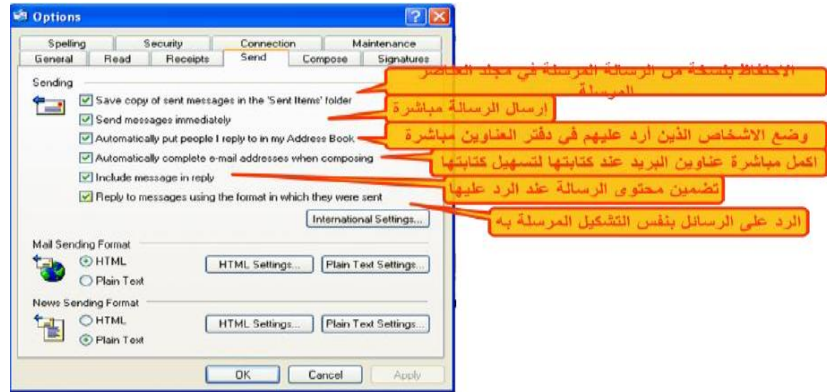 Options
Spelling Security Connection Maintenance
General Read Receipts Send Compose Signatures
Sending
Save copy of sent messages in the 'Sent Items' folder
Send messages immediately
Automatically put people I reply to in my Address Book
Automatically complete e-mail addresses when composing
Include message in reply
Reply to messages using the format in which they were sent
International Settings...
Mail Sending Format
HTML
HTML Settings... Plain Text Settings...
Plain Text
News Sending Format
HTML
HTML Settings... Plain Text Settings...
Plain Text
OK Cancel Apply
الاحتفاظ بنسخة من الرسالة المرسلة في مجلد العناصر
المرسلة
إرسال الرسالة مباشرة
وضع الاشخاص الذين أرد عليهم في دفتر العناوين مباشرة
اكمل مباشرة عناوين البريد عند كتابتها لتسهيل كتابتها
تضمين محتوى الرسالة عند الرد عليها
الرد على الرسائل بنفس التشكيل المرسلة به